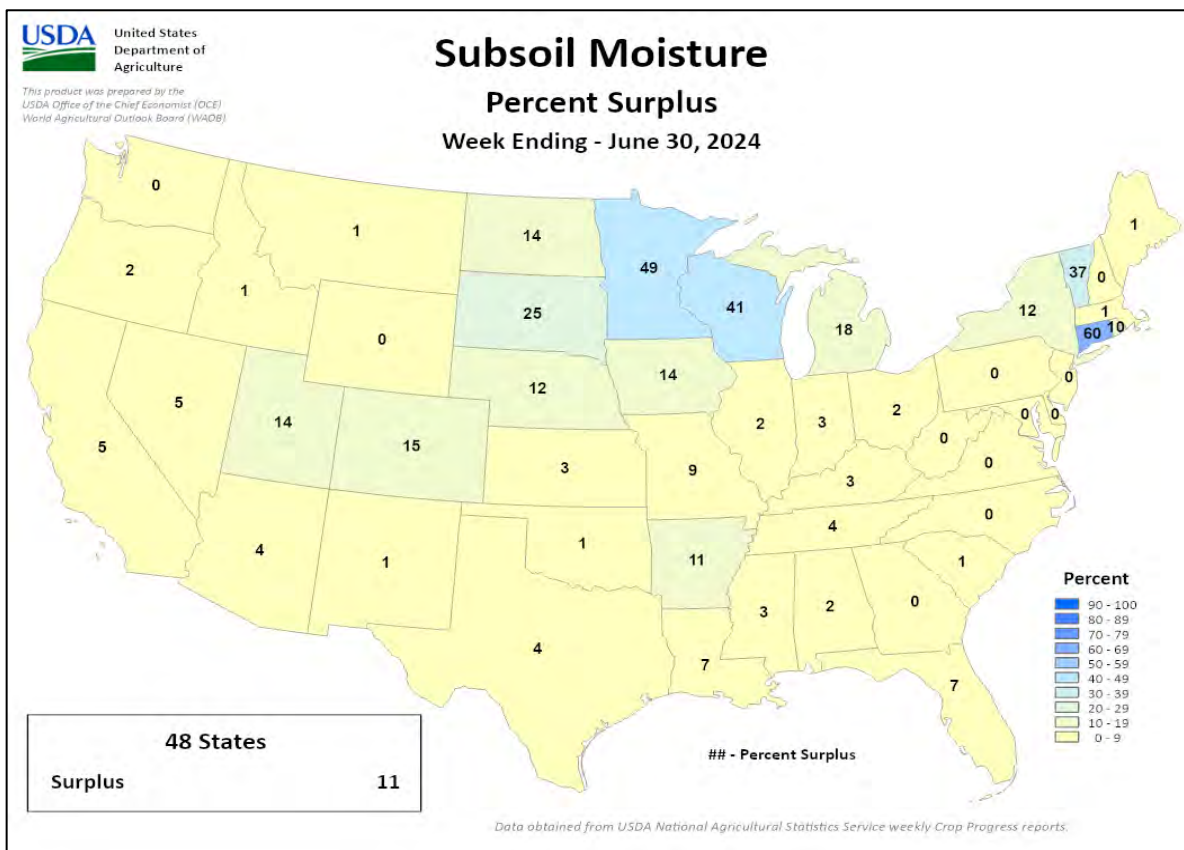 USDA
United States
Department of
Agriculture
This product was prepared by the
USDA Office of the Chief Economist (OCE)
World Agricultural Outlook Board (WAOB)
Subsoil Moisture
Percent Surplus
Week Ending - June 30, 2024
0
1
14
49
1
2
1
25
41
37
0
0
18
12
1
60
10
5
14
15
12
14
2
3
2
0
0
5
3
9
3
0
0
0
0
4
1
1
11
4
0
1
4
7
3
2
0
7
Percent
90 - 100
80 - 89
70 - 79
60 - 69
50 - 59
40 - 49
30 - 39
20 - 29
10 - 19
0 - 9
48 States
Surplus 11
## - Percent Surplus
Data obtained from USDA National Agricultural Statistics Service weekly Crop Progress reports.